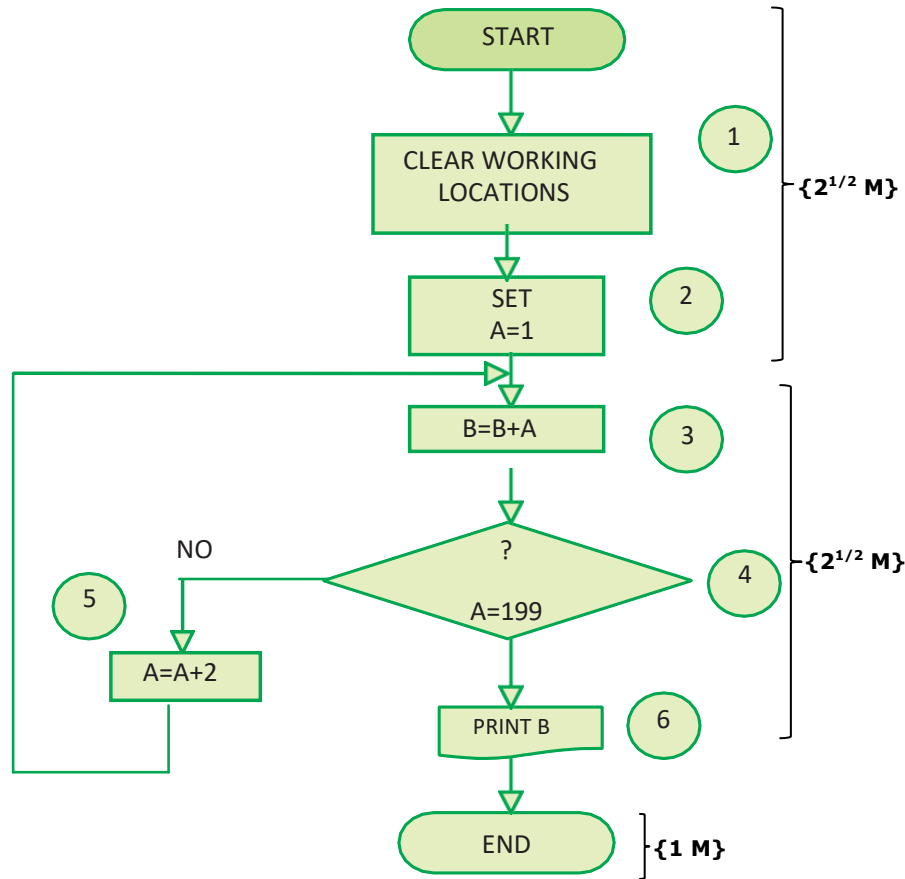 START
1
CLEAR WORKING
LOCATIONS
{2^{1/2} M}
2
SET
A=1
B=B+A
3
NO
?
4
{2^{1/2} M}
5
A=199
A=A+2
PRINT B
6
END
{1 M}